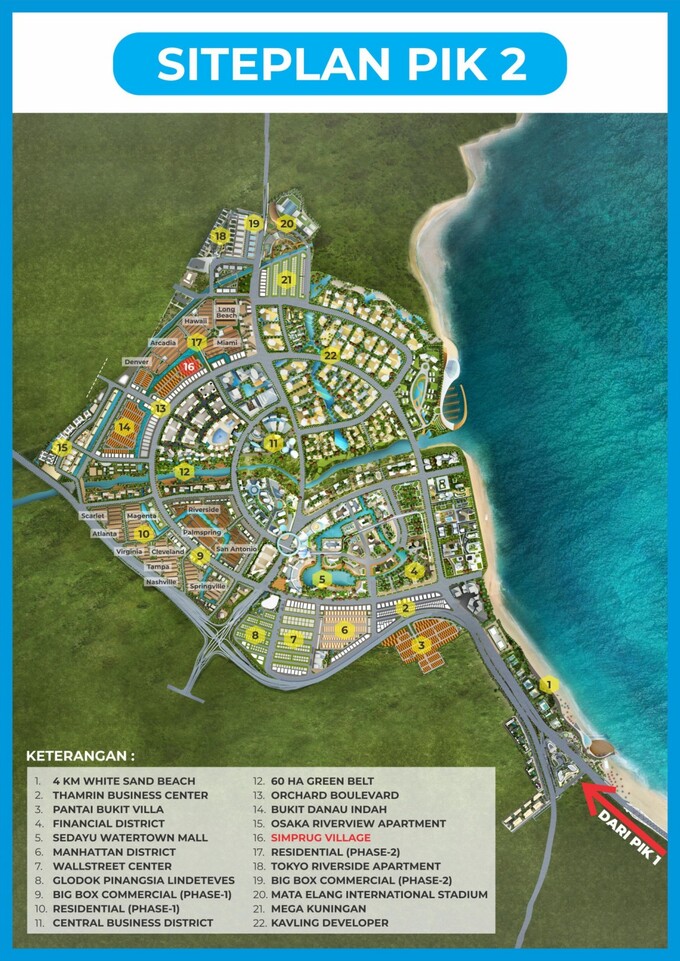 SITEPLAN PIK 2
19
20
18
21
Long
Beach
Hawaii
17
Arcadia
Miami
22
Denver
16
13
14
11
15
12
Riverside
Scarlet
Magenta
Atlanta
10
Palmspring
Virginia
Cleveland
9
San Antonio
Tampa
Nashville
Springville
5
4
2
8
7
6
3
1
DARI PIK 1
KETERANGAN :
1. 4 KM WHITE SAND BEACH
2. THAMRIN BUSINESS CENTER
3. PANTAI BUKIT VILLA
4. FINANCIAL DISTRICT
5. SEDAYU WATERTOWN MALL
6. MANHATTAN DISTRICT
7. WALLSTREET CENTER
8. GLODOK PINANGSIA LINDETEVES
9. BIG BOX COMMERCIAL (PHASE-1)
10. RESIDENTIAL (PHASE-1)
11. CENTRAL BUSINESS DISTRICT
12. 60 HA GREEN BELT
13. ORCHARD BOULEVARD
14. BUKIT DANAU INDAH
15. OSAKA RIVERVIEW APARTMENT
16. SIMPRUG VILLAGE
17. RESIDENTIAL (PHASE-2)
18. TOKYO RIVERSIDE APARTMENT
19. BIG BOX COMMERCIAL (PHASE-2)
20. MATA ELANG INTERNATIONAL STADIUM
21. MEGA KUNINGAN
22. KAVLING DEVELOPER